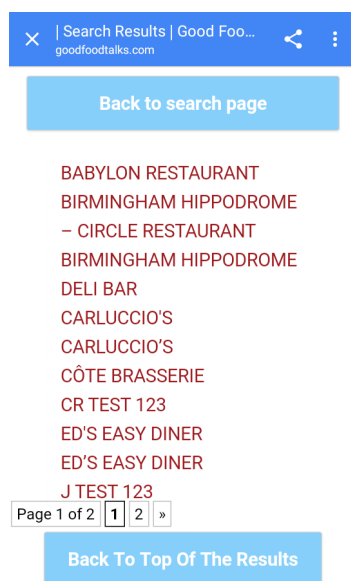 | Search Results | Good Foo...
goodfoodtalks.com
Back to search page
BABYLON RESTAURANT
BIRMINGHAM HIPPODROME
– CIRCLE RESTAURANT
BIRMINGHAM HIPPODROME
DELI BAR
CARLUCCIO'S
CARLUCCIO’S
CÔTE BRASSERIE
CR TEST 123
ED'S EASY DINER
ED’S EASY DINER
J TEST 123
Page 1 of 2 1 2 »
Back To Top Of The Results